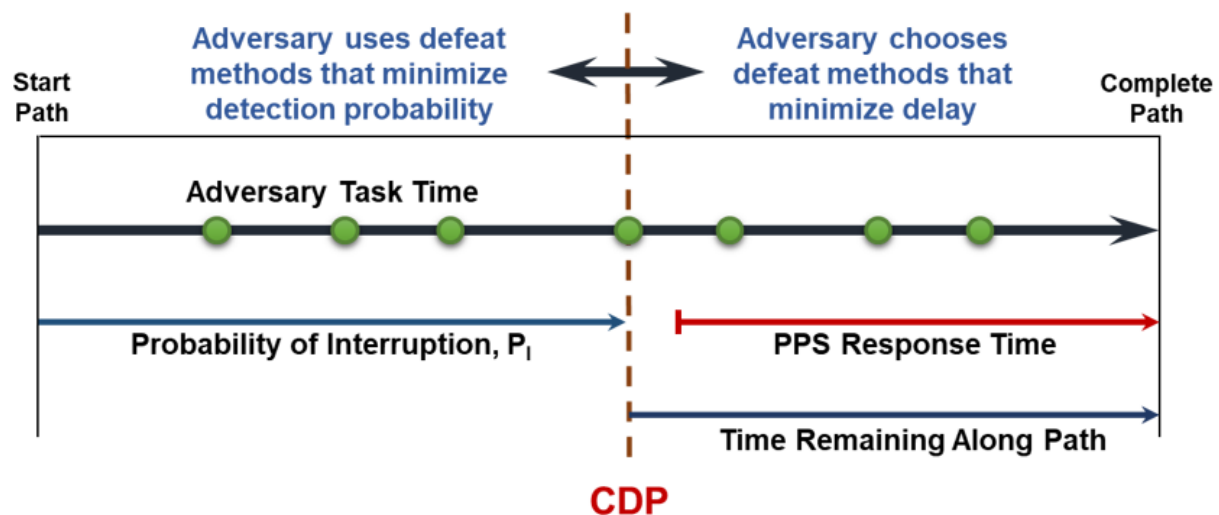 Adversary uses defeat
methods that minimize
detection probability
Adversary chooses
defeat methods that
minimize delay
Start
Path
Complete
Path
Adversary Task Time
Probability of Interruption, PI
PPS Response Time
Time Remaining Along Path
CDP